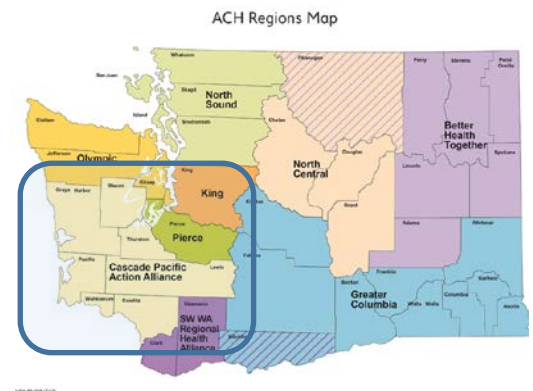 ACH Regions Map
Whatcom
San Juan
Skagit
North
Sound
Island
Snohomish
Okanogan
Ferry
Stevens
Pend
Oreille
Better
Health
Together
Clallam
Jefferson
Olympic
Chelan
Douglas
North
Central
Lincoln
Spokane
Grays Harbor
Mason
Kitsap
King
King
Kittitas
Grant
Pierce
Pierce
Thurston
Adams
Whitman
Pacific
Lewis
Cascade Pacific
Action Alliance
Yakima
Franklin
Benton
Garfield
Greater
Columbia
Walla Walla
Columbia
Asotin
Wahkiakum
Cowlitz
Skamania
SW WA
Regional
Health
Alliance
Clark
Klickitat